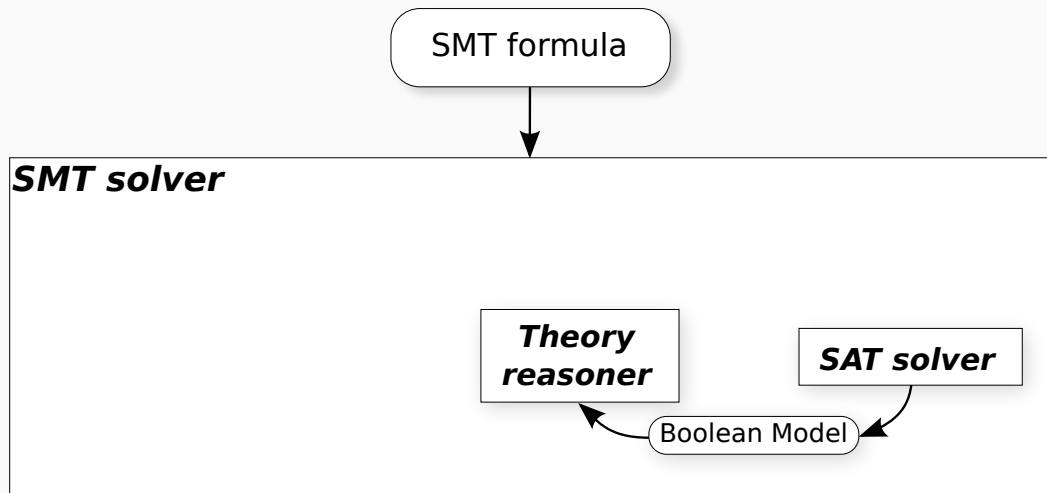 SMT formula
SMT solver
Theory
reasoner
SAT solver
Boolean Model